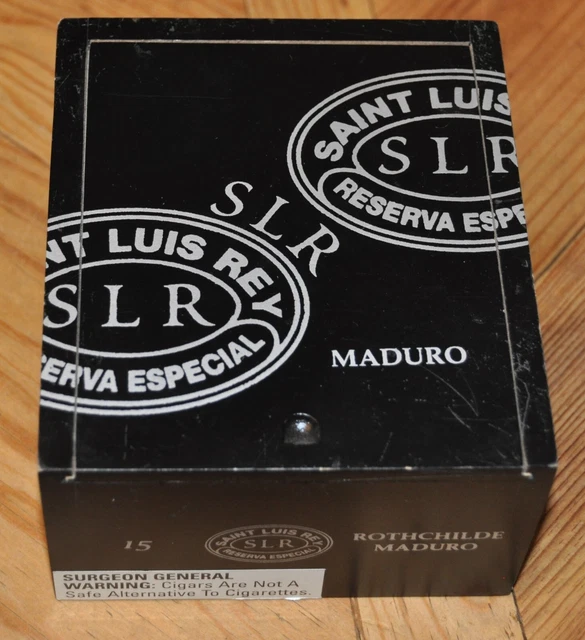 SAINT LUIS
SLR
RESERVA ESPE
SLR
NT LUIS REY
SLR
ERVA ESPECIAL
MADURO
15
SAINT LUIS REY
SLR
RESERVA ESPECIAL
ROTHCHILDE
MADURO
SURGEON GENERAL
WARNING: Cigars Are Not A
Safe Alternative To Cigarettes.